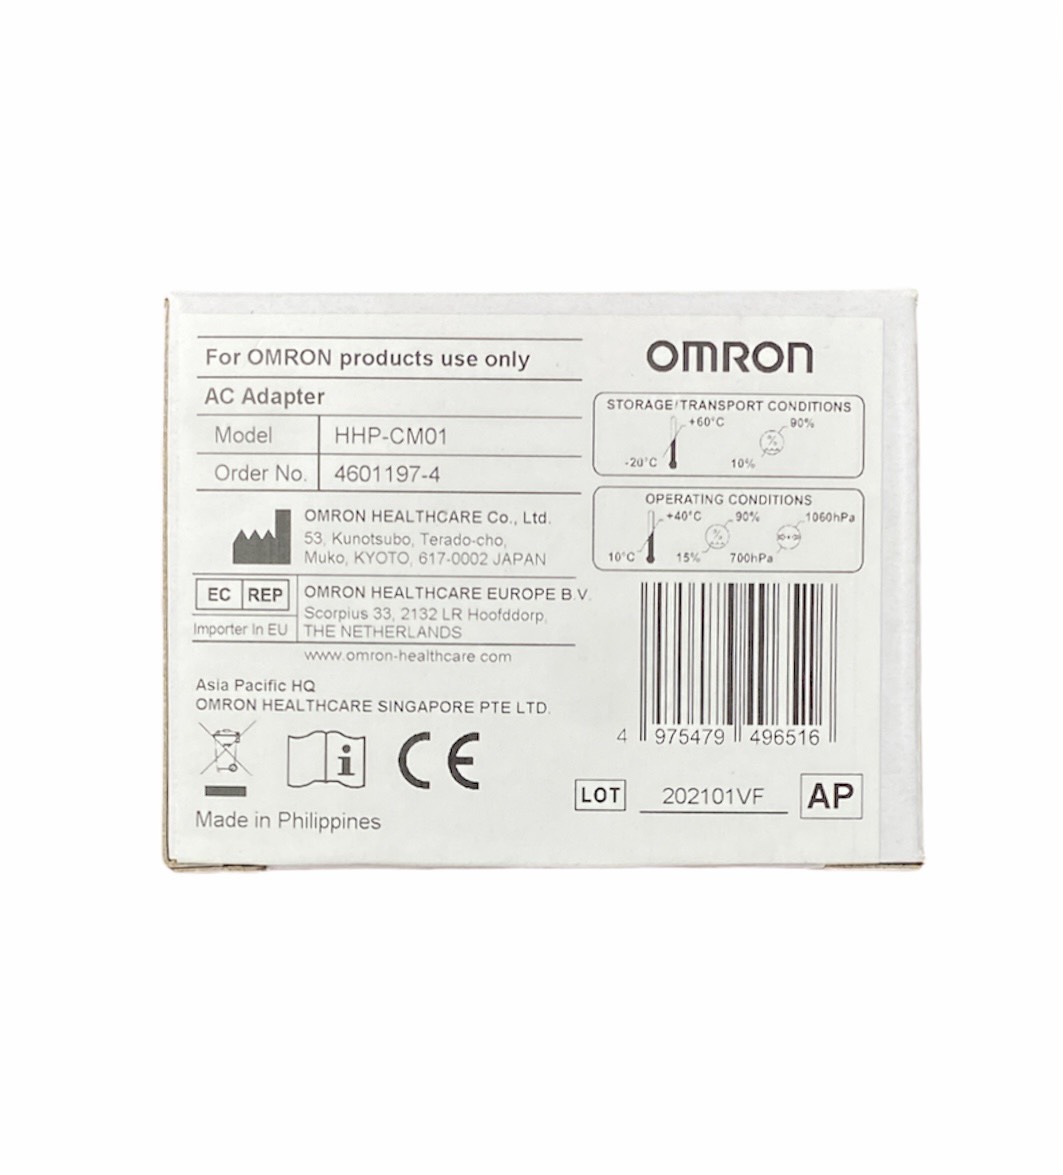 For OMRON products use only
AC Adapter
Model HHP-CM01
Order No. 4601197-4
OMRON HEALTHCARE Co., Ltd.
53, Kunotsubo, Terado-cho,
Muko, KYOTO, 617-0002 JAPAN
EC REP
OMRON HEALTHCARE EUROPE B.V.
Scorpius 33, 2132 LR Hoofddorp,
Importer In EU
THE NETHERLANDS
www.omron-healthcare com
Asia Pacific HQ
OMRON HEALTHCARE SINGAPORE PTE LTD.
i
CE
Made in Philippines
OMRON
STORAGE/TRANSPORT CONDITIONS
+60°C 90%
%
-20°C 10%
OPERATING CONDITIONS
+40°C 90% 1060hPa
%
10°C 15% 700hPa
4 975479 496516
LOT 202101VF AP